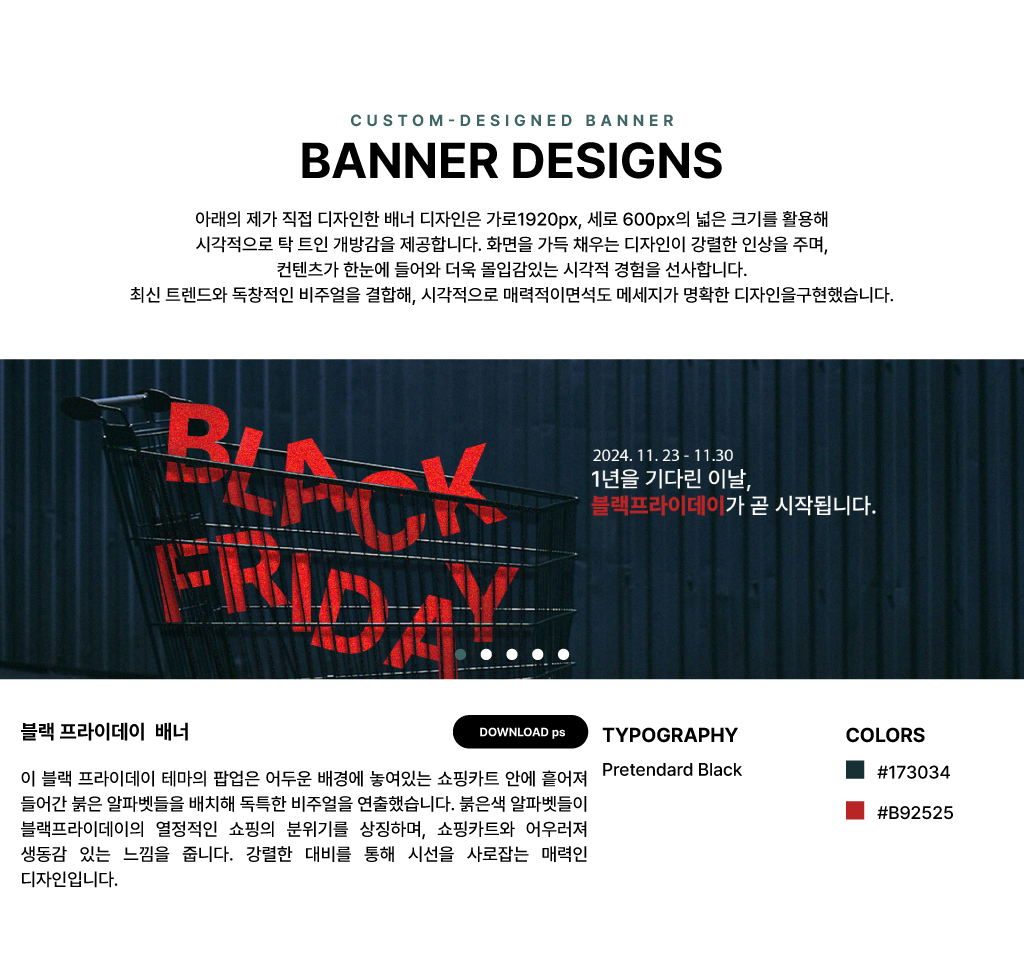 CUSTOM-DESIGNED BANNER
BANNER DESIGNS
아래의 제가 직접 디자인한 배너 디자인은 가로1920px, 세로 600px의 넓은 크기를 활용해
시각적으로 탁 트인 개방감을 제공합니다. 화면을 가득 채우는 디자인이 강렬한 인상을 주며,
컨텐츠가 한눈에 들어와 더욱 몰입감있는 시각적 경험을 선사합니다.
최신 트렌드와 독창적인 비주얼을 결합해, 시각적으로 매력적이면석도 메세지가 명확한 디자인을구현했습니다.
BLACK
FRIDAY
2024. 11. 23 - 11.30
1년을 기다린 이날,
블랙프라이데이가 곧 시작됩니다.
블랙 프라이데이 배너
DOWNLOAD ps
이 블랙 프라이데이 테마의 팝업은 어두운 배경에 놓여있는 쇼핑카트 안에 흩어져
들어간 붉은 알파벳들을 배치해 독특한 비주얼을 연출했습니다. 붉은색 알파벳들이
블랙프라이데이의 열정적인 쇼핑의 분위기를 상징하며, 쇼핑카트와 어우러져
생동감 있는 느낌을 줍니다. 강렬한 대비를 통해 시선을 사로잡는 매력인
디자인입니다.
TYPOGRAPHY
Pretendard Black
COLORS
#173034
#B92525